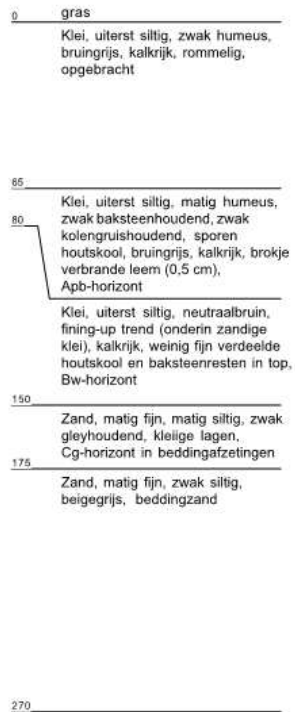 0 gras
Klei, uiterst siltig, zwak humeus,
bruingrijs, kalkrijk, rommelig,
opgebracht
65
Klei, uiterst siltig, matig humeus,
80 zwak baksteenhoudend, zwak
kolengruishoudend, sporen
houtskool, bruingrijs, kalkrijk, brokje
verbrande leem (0,5 cm),
Apb-horizont
Klei, uiterst siltig, neutraalbruin,
fining-up trend (onderin zandige
klei), kalkrijk, weinig fijn verdeelde
houtskool en baksteenresten in top,
Bw-horizont
150
Zand, matig fijn, matig siltig, zwak
gleyhoudend, kleiige lagen,
Cg-horizont in beddingafzetingen
175
Zand, matig fijn, zwak siltig,
beigegrijs, beddingzand
270